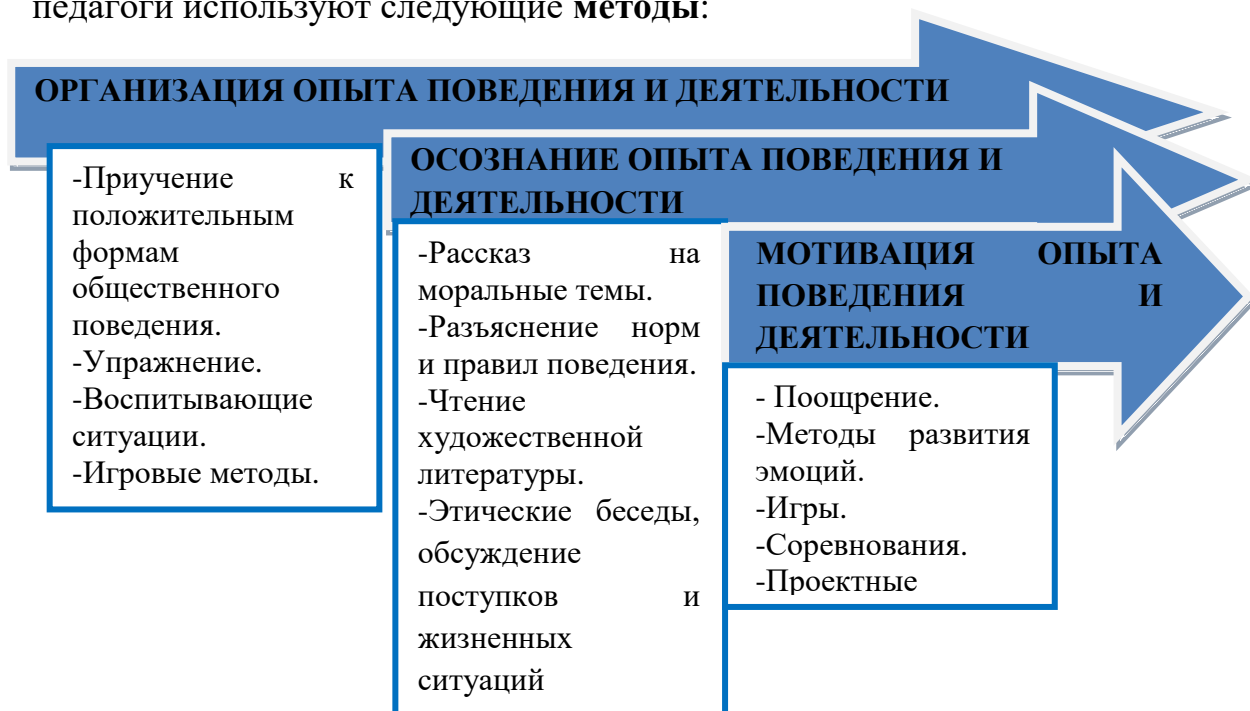 педагоги используют следующие методы:
ОРГАНИЗАЦИЯ ОПЫТА ПОВЕДЕНИЯ И ДЕЯТЕЛЬНОСТИ
-Приучение к
положительным
формам
общественного
поведения.
-Упражнение.
-Воспитывающие
ситуации.
-Игровые методы.
ОСОЗНАНИЕ ОПЫТА ПОВЕДЕНИЯ И
ДЕЯТЕЛЬНОСТИ
-Рассказ на
моральные темы.
-Разъяснение норм
и правил поведения.
-Чтение
художественной
литературы.
-Этические беседы,
обсуждение
поступков и
жизненных
ситуаций
МОТИВАЦИЯ ОПЫТА
ПОВЕДЕНИЯ И
ДЕЯТЕЛЬНОСТИ
- Поощрение.
-Методы развития
эмоций.
-Игры.
-Соревнования.
-Проектные